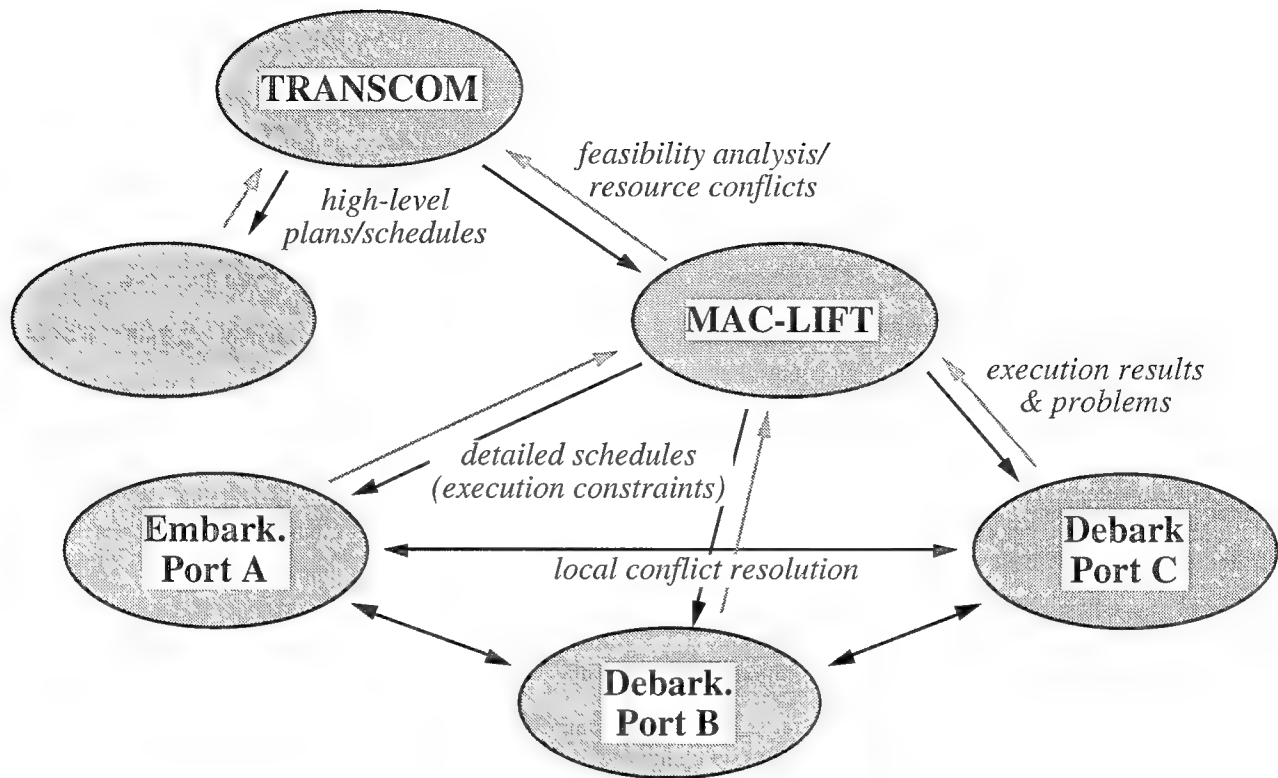 TRANSCOM
feasibility analysis/
resource conflicts
high-level
plans/schedules
MAC-LIFT
execution results
& problems
detailed schedules
(execution constraints)
Embark.
Port A
Debark
Port C
local conflict resolution
Debark.
Port B